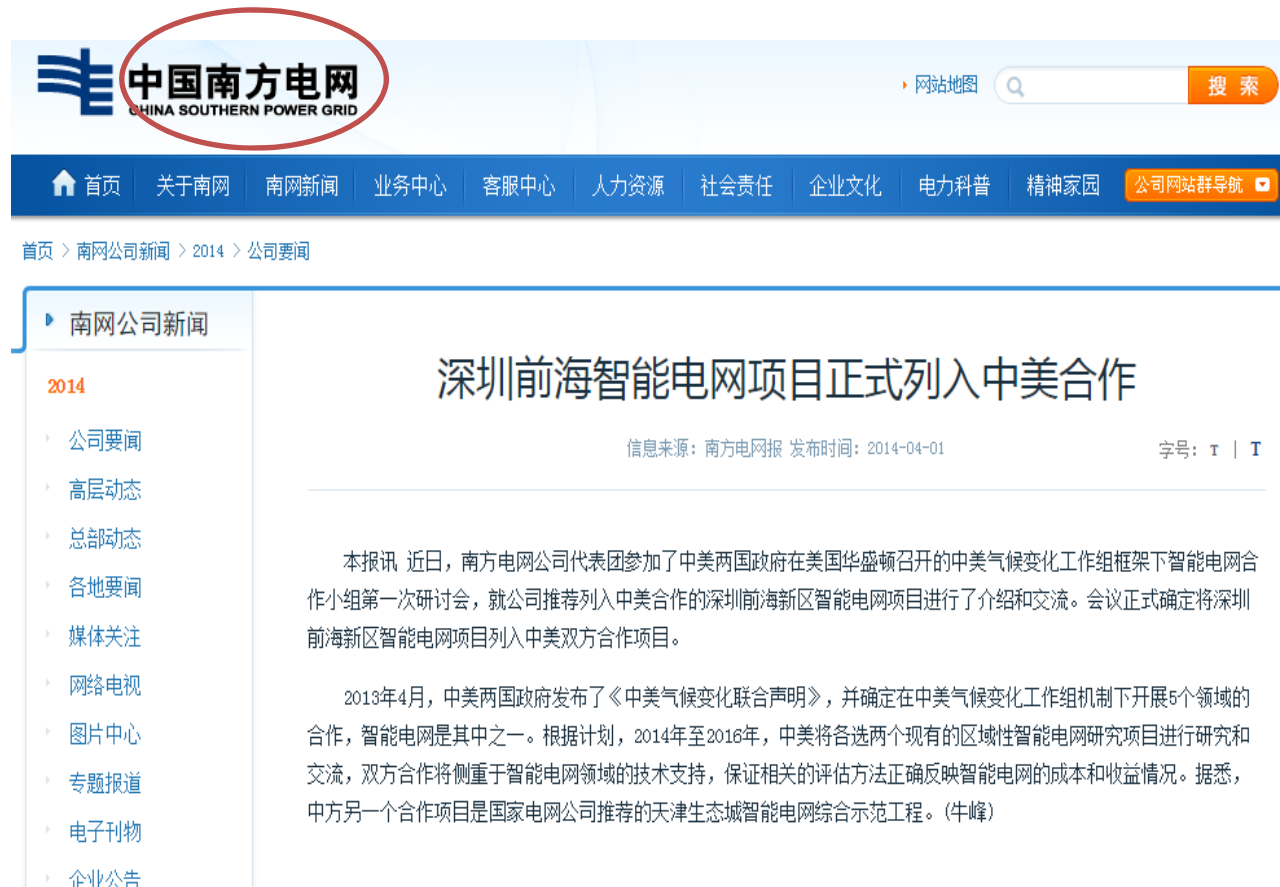 中国南方电网
CHINA SOUTHERN POWER GRID
网站地图
搜 索
首页 关于南网 南网新闻 业务中心 客服中心 人力资源 社会责任 企业文化 电力科普 精神家园 公司网站群导航
首页 > 南网公司新闻 > 2014 > 公司要闻
南网公司新闻
2014
公司要闻
高层动态
总部动态
各地要闻
媒体关注
网络电视
图片中心
专题报道
电子刊物
企业公告
深圳前海智能电网项目正式列入中美合作
信息来源: 南方电网报 发布时间: 2014-04-01
字号: T | T
本报讯 近日，南方电网公司代表团参加了中美两国政府在美国华盛顿召开的中美气候变化工作组框架下智能电网合
作小组第一次研讨会，就公司推荐列入中美合作的深圳前海新区智能电网项目进行了介绍和交流。会议正式确定将深圳
前海新区智能电网项目列入中美双方合作项目。
2013年4月，中美两国政府发布了《中美气候变化联合声明》，并确定在中美气候变化工作组机制下开展5个领域的
合作，智能电网是其中之一。根据计划，2014年至2016年，中美将各选两个现有的区域性智能电网研究项目进行研究和
交流，双方合作将侧重于智能电网领域的技术支持，保证相关的评估方法正确反映智能电网的成本和收益情况。据悉，
中方另一个合作项目是国家电网公司推荐的天津生态城智能电网综合示范工程。(牛峰)